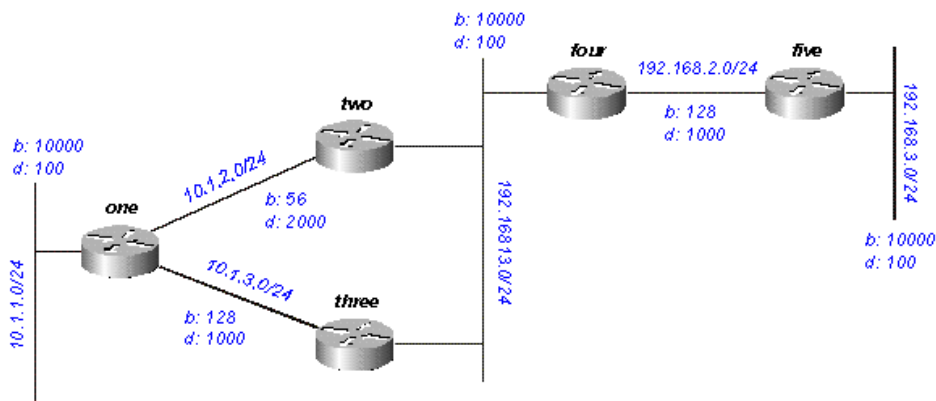 b: 10000
d: 100
four
five
192.168.2.0/24
two
b: 128
d: 1000
192.168.3.0/24
b: 10000
d: 100
10.1.2.0/24
one
b: 56
d: 2000
192.16813.0/24
b: 10000
d: 100
10.1.3.0/24
three
10.1.1.0/24
b: 128
d: 1000